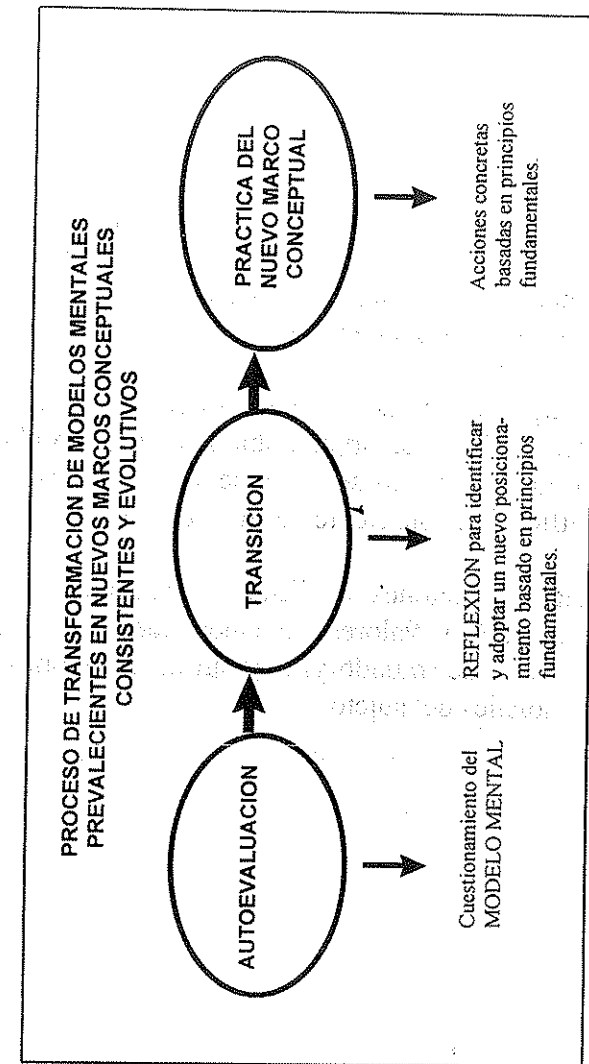 PROCESO DE TRANSFORMACION DE MODELOS MENTALES
PREVALECIENTES EN NUEVOS MARCOS CONCEPTUALES
CONSISTENTES Y EVOLUTIVOS
AUTOEVALUACION
TRANSICION
PRACTICA DEL
NUEVO MARCO
CONCEPTUAL
Cuestionamiento del
MODELO MENTAL
REFLEXION para identificar
y adoptar un nuevo posiciona-
miento basado en principios
fundamentales.
Acciones concretas
basadas en principios
fundamentales.